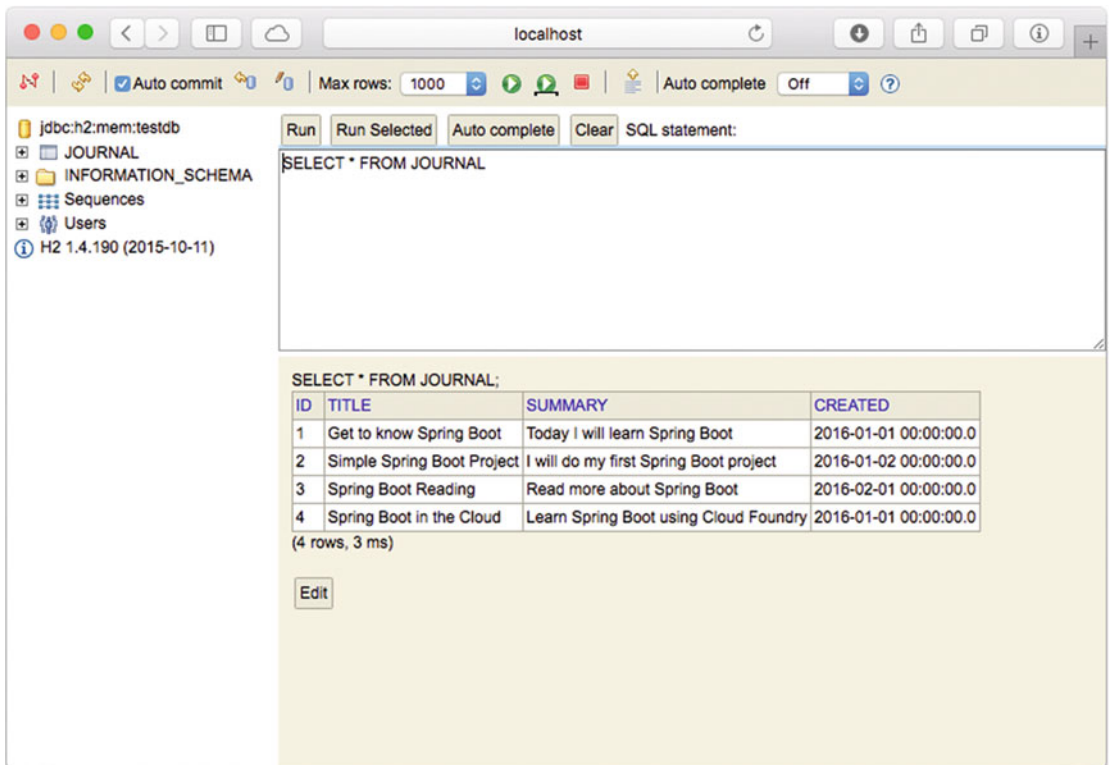 localhost
Auto commit Max rows: 1000 Auto complete Off
jdbc:h2:mem:testdb
JOURNAL
INFORMATION_SCHEMA
Sequences
Users
H2 1.4.190 (2015-10-11)
Run Run Selected Auto complete Clear SQL statement:
SELECT * FROM JOURNAL
SELECT * FROM JOURNAL;
ID TITLE SUMMARY CREATED
1 Get to know Spring Boot Today I will learn Spring Boot 2016-01-01 00:00:00.0
2 Simple Spring Boot Project I will do my first Spring Boot project 2016-01-02 00:00:00.0
3 Spring Boot Reading Read more about Spring Boot 2016-02-01 00:00:00.0
4 Spring Boot in the Cloud Learn Spring Boot using Cloud Foundry 2016-01-01 00:00:00.0
(4 rows, 3 ms)
Edit